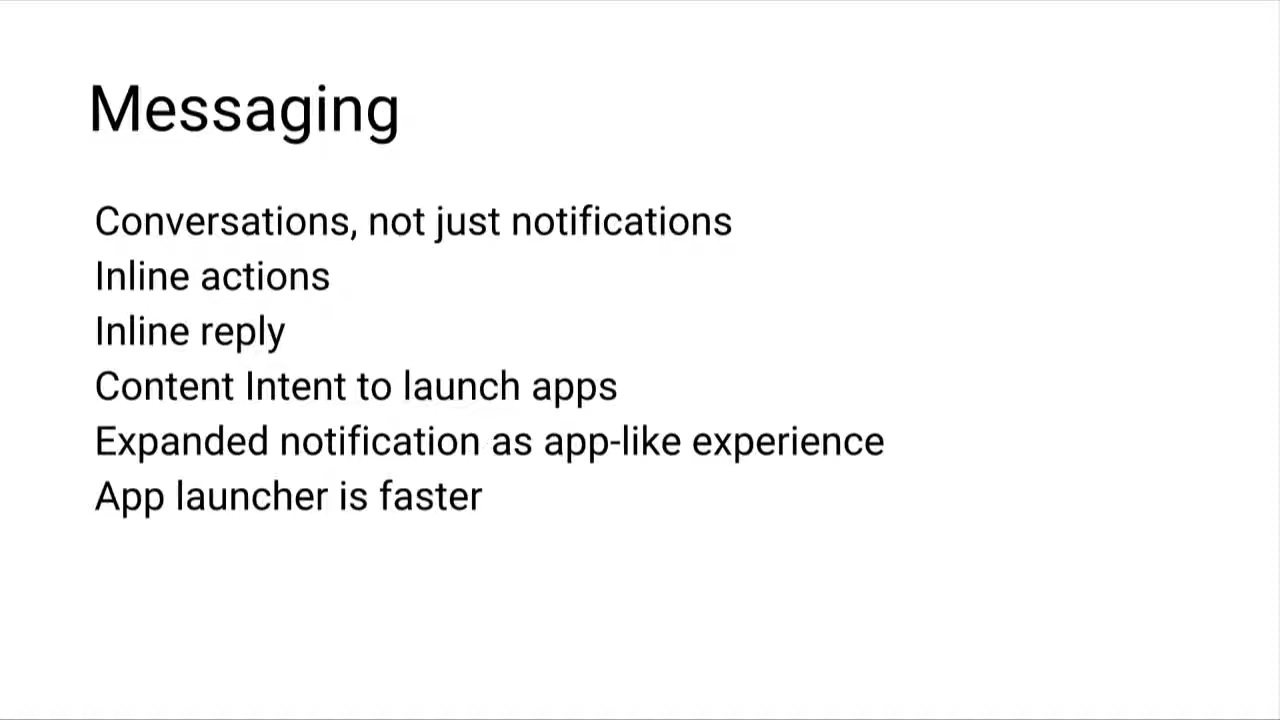 Messaging
Conversations, not just notifications
Inline actions
Inline reply
Content Intent to launch apps
Expanded notification as app-like experience
App launcher is faster